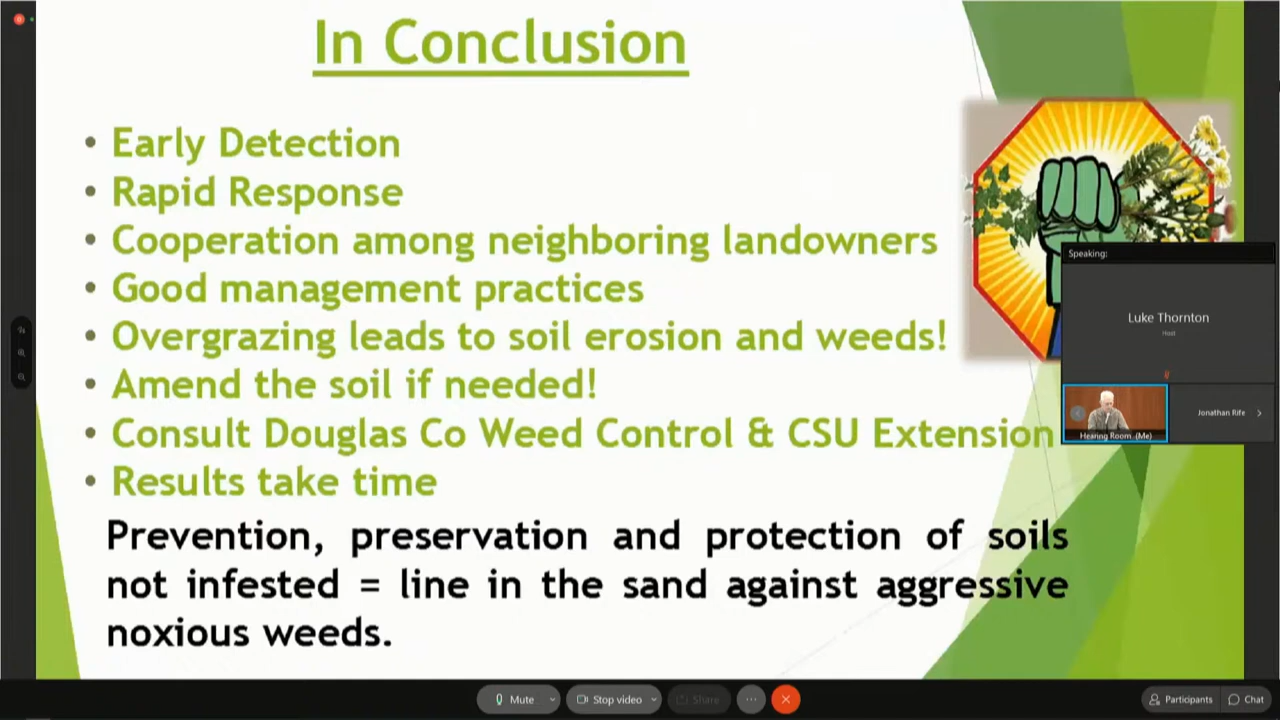 In Conclusion
• Early Detection
• Rapid Response
• Cooperation among neighboring landowners
• Good management practices
• Overgrazing leads to soil erosion and weeds!
• Amend the soil if needed!
• Consult Douglas Co Weed Control & CSU Extension
• Results take time
Prevention, preservation and protection of soils
not infested = line in the sand against aggressive
noxious weeds.
Speaking:
Luke Thornton
Host
Hearing Room (Me)
Jonathan Rife
Mute
Stop video
Share
Participants
Chat